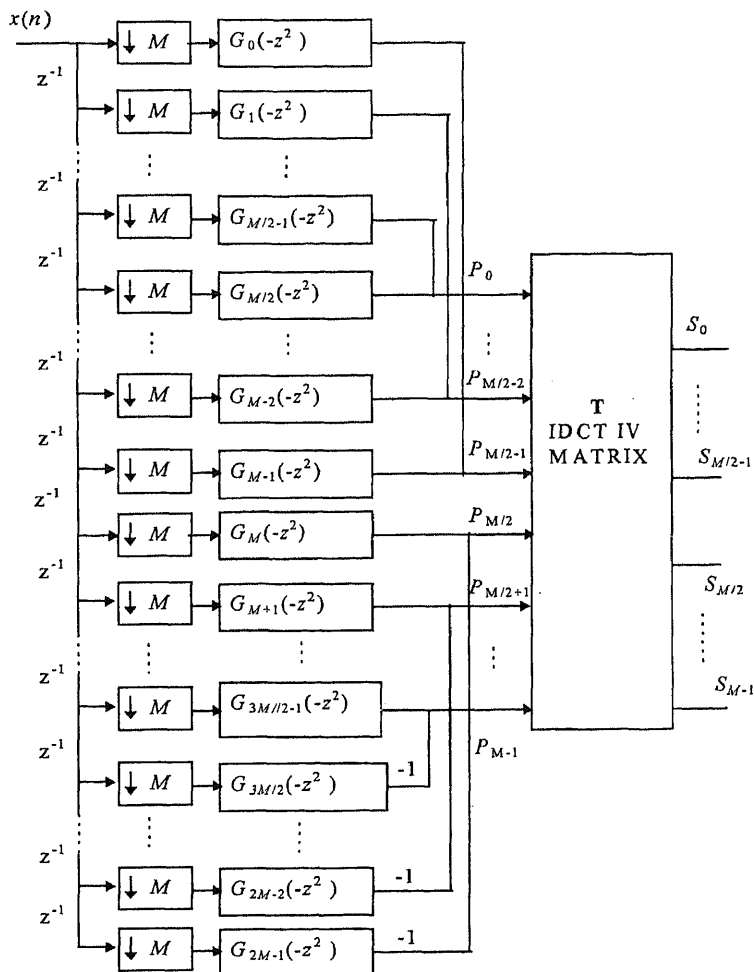 x(n)
↓ M G₀(-z²)
z⁻¹
↓ M G₁(-z²)
z⁻¹
↓ M G_{M/2-1}(-z²)
z⁻¹
↓ M G_{M/2}(-z²) P₀
z⁻¹
↓ M G_{M-2}(-z²) P_{M/2-2}
z⁻¹
↓ M G_{M-1}(-z²) P_{M/2-1}
z⁻¹
↓ M G_M(-z²) P_{M/2}
z⁻¹
↓ M G_{M+1}(-z²) P_{M/2+1}
z⁻¹
↓ M G_{3M//2-1}(-z²)
z⁻¹
P_{M-1}
↓ M G_{3M/2}(-z²) -1
z⁻¹
↓ M G_{2M-2}(-z²) -1
z⁻¹
↓ M G_{2M-1}(-z²) -1
T
IDCT IV
MATRIX
S₀
S_{M/2-1}
S_{M/2}
S_{M-1}